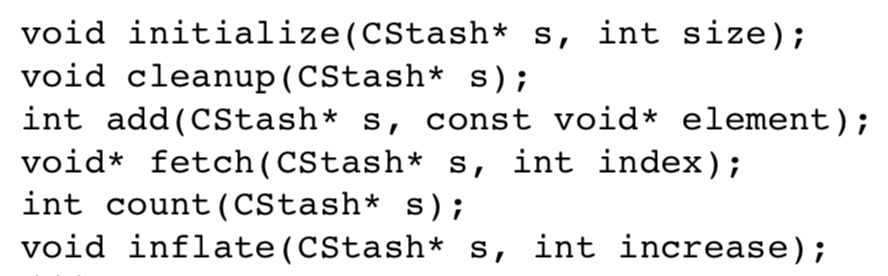 void initialize(CStash* s, int size);
void cleanup(CStash* s);
int add(CStash* s, const void* element);
void* fetch(CStash* s, int index);
int count(CStash* s);
void inflate(CStash* s, int increase);